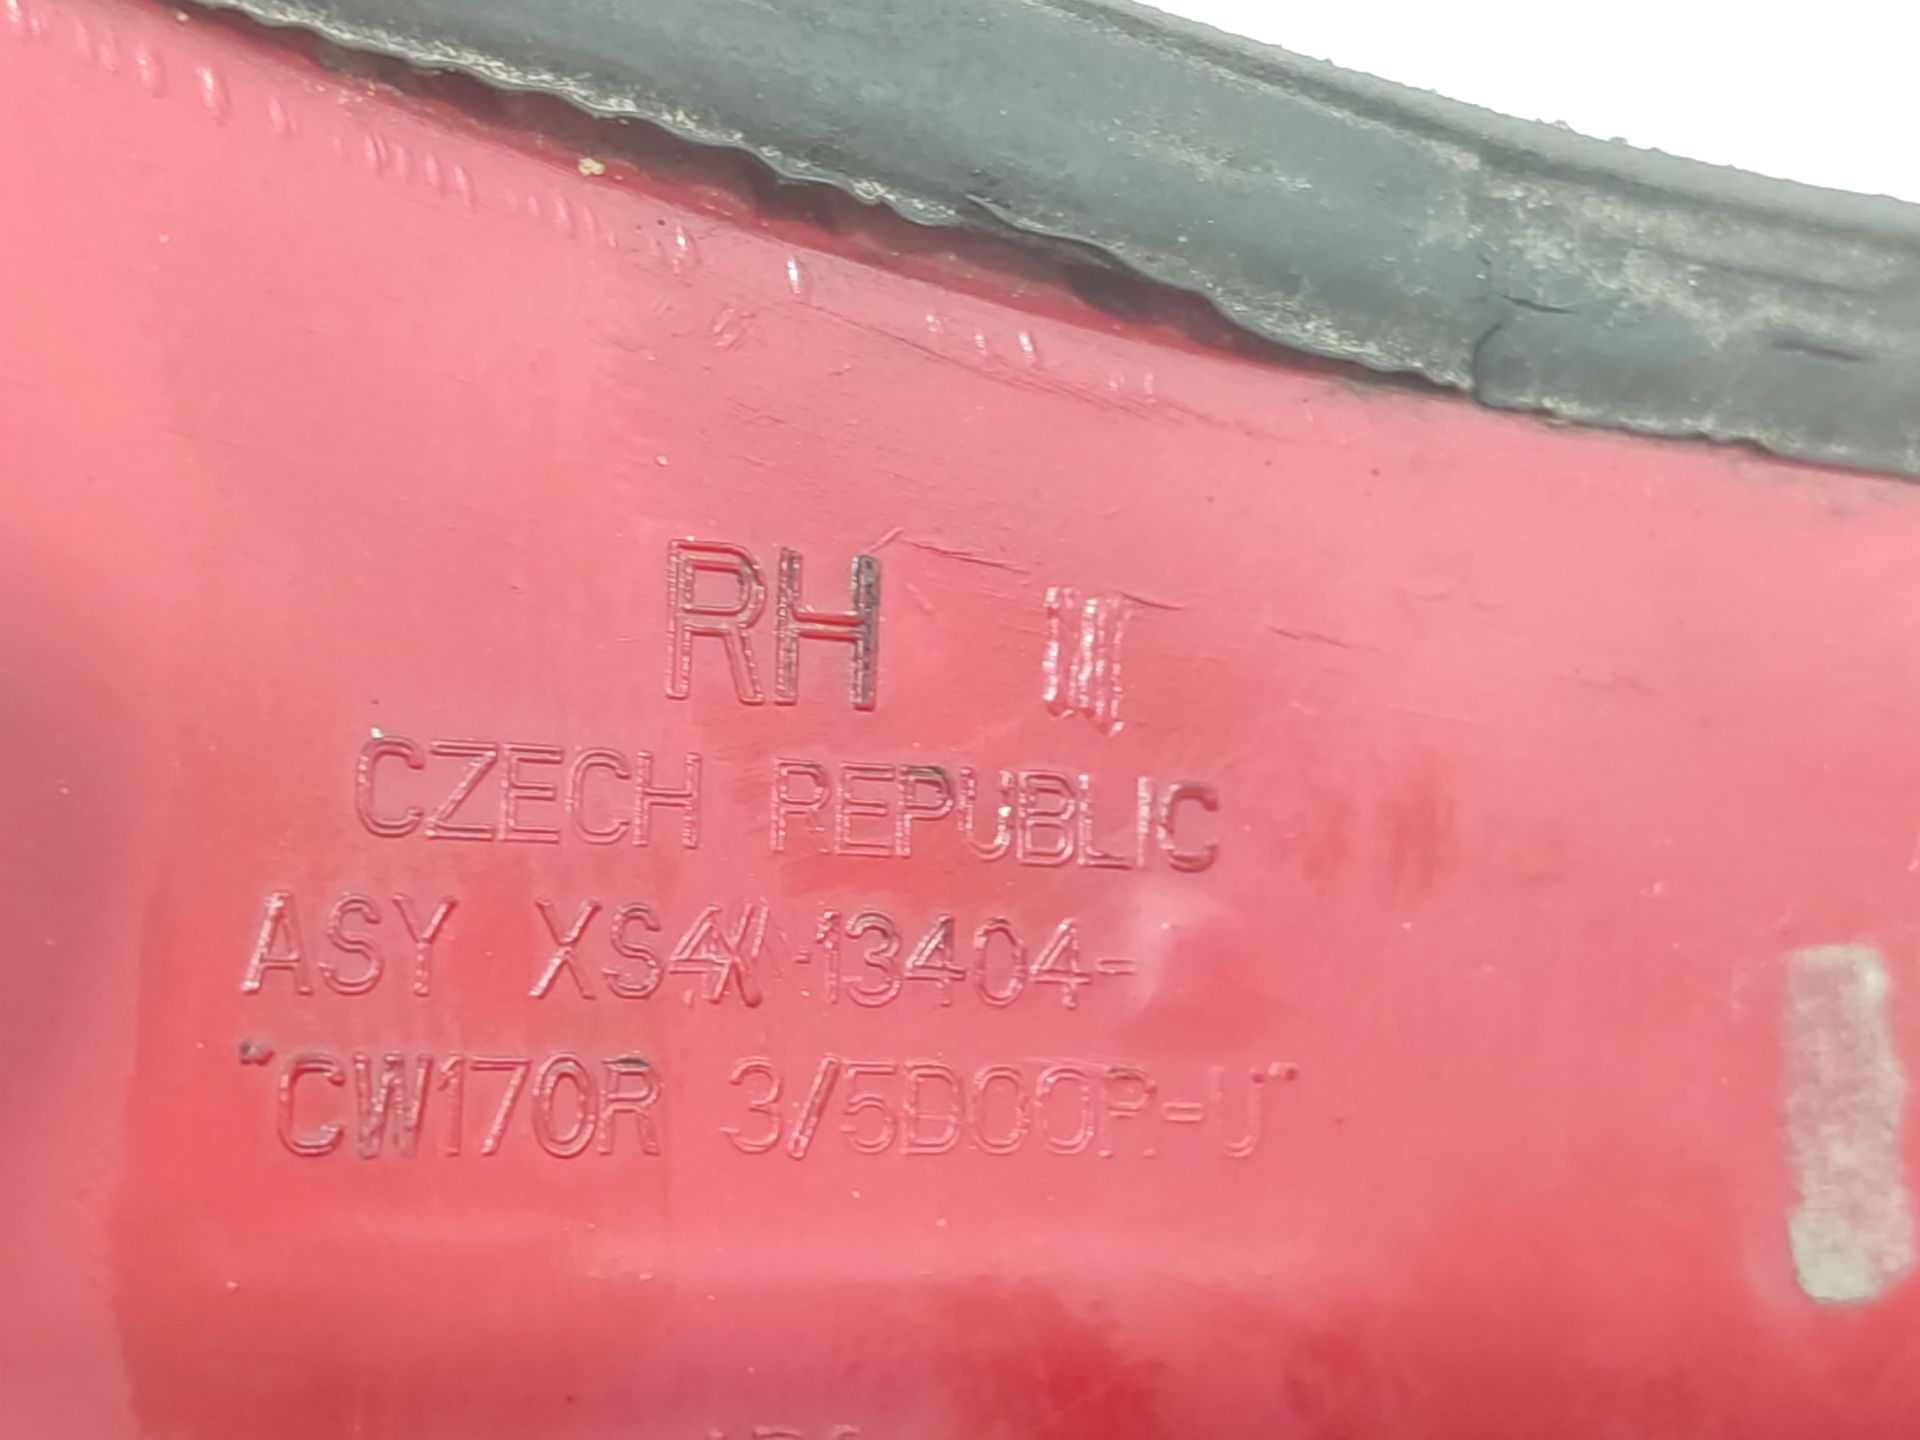 RH
CZECH REPUBLIC
ASY XS4X-13404-
"CW170R 3/5DOOR-U"